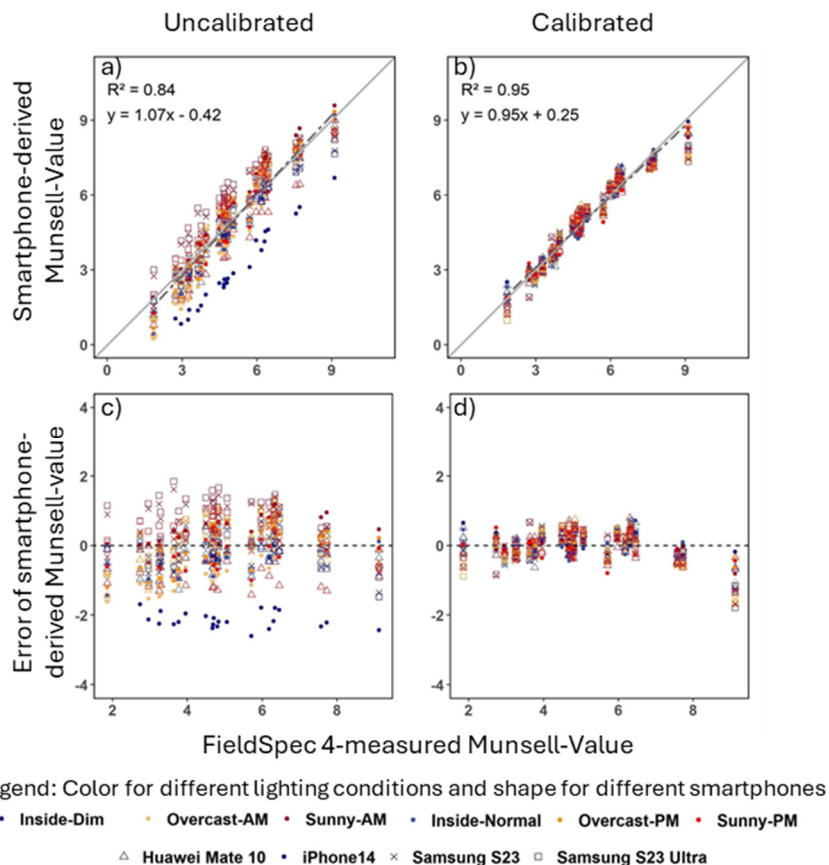 Uncalibrated
Calibrated
Smartphone-derived
Munsell-Value
a)
R² = 0.84
y = 1.07x - 0.42
9
6
3
0
0 3 6 9
b)
R² = 0.95
y = 0.95x + 0.25
9
6
3
0
0 3 6 9
Error of smartphone-
derived Munsell-value
c)
4
2
0
-2
-4
2 4 6 8
d)
4
2
0
-2
-4
2 4 6 8
FieldSpec 4-measured Munsell-Value
gend: Color for different lighting conditions and shape for different smartphones
Inside-Dim Overcast-AM Sunny-AM Inside-Normal Overcast-PM Sunny-PM
Huawei Mate 10 iPhone14 Samsung S23 Samsung S23 Ultra